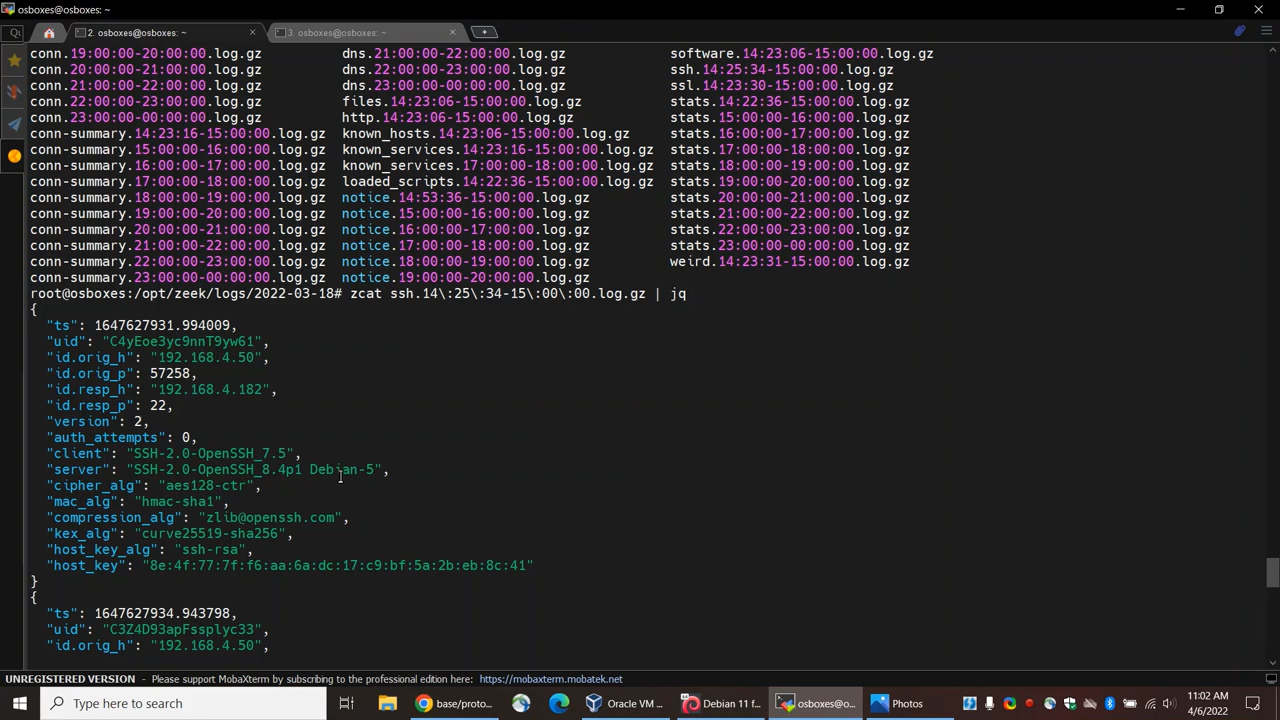 osboxes@osboxes: ~
2. osboxes@osboxes: ~
3. osboxes@osboxes: ~
conn.19:00:00-20:00:00.log.gz dns.21:00:00-22:00:00.log.gz software.14:23:06-15:00:00.log.gz
conn.20:00:00-21:00:00.log.gz dns.22:00:00-23:00:00.log.gz ssh.14:25:34-15:00:00.log.gz
conn.21:00:00-22:00:00.log.gz dns.23:00:00-00:00:00.log.gz ssl.14:23:30-15:00:00.log.gz
conn.22:00:00-23:00:00.log.gz files.14:23:06-15:00:00.log.gz stats.14:22:36-15:00:00.log.gz
conn.23:00:00-00:00:00.log.gz http.14:23:06-15:00:00.log.gz stats.15:00:00-16:00:00.log.gz
conn-summary.14:23:16-15:00:00.log.gz known_hosts.14:23:06-15:00:00.log.gz stats.16:00:00-17:00:00.log.gz
conn-summary.15:00:00-16:00:00.log.gz known_services.14:23:16-15:00:00.log.gz stats.17:00:00-18:00:00.log.gz
conn-summary.16:00:00-17:00:00.log.gz known_services.17:00:00-18:00:00.log.gz stats.18:00:00-19:00:00.log.gz
conn-summary.17:00:00-18:00:00.log.gz loaded_scripts.14:22:36-15:00:00.log.gz stats.19:00:00-20:00:00.log.gz
conn-summary.18:00:00-19:00:00.log.gz notice.14:53:36-15:00:00.log.gz stats.20:00:00-21:00:00.log.gz
conn-summary.19:00:00-20:00:00.log.gz notice.15:00:00-16:00:00.log.gz stats.21:00:00-22:00:00.log.gz
conn-summary.20:00:00-21:00:00.log.gz notice.16:00:00-17:00:00.log.gz stats.22:00:00-23:00:00.log.gz
conn-summary.21:00:00-22:00:00.log.gz notice.17:00:00-18:00:00.log.gz stats.23:00:00-00:00:00.log.gz
conn-summary.22:00:00-23:00:00.log.gz notice.18:00:00-19:00:00.log.gz weird.14:23:31-15:00:00.log.gz
conn-summary.23:00:00-00:00:00.log.gz notice.19:00:00-20:00:00.log.gz
root@osboxes:/opt/zeek/logs/2022-03-18# zcat ssh.14\:25\:34-15\:00\:00.log.gz | jq
{
"ts": 1647627931.994009,
"uid": "C4yEoe3yc9nnT9yw61",
"id.orig_h": "192.168.4.50",
"id.orig_p": 57258,
"id.resp_h": "192.168.4.182",
"id.resp_p": 22,
"version": 2,
"auth_attempts": 0,
"client": "SSH-2.0-OpenSSH_7.5",
"server": "SSH-2.0-OpenSSH_8.4p1 Debian-5",
"cipher_alg": "aes128-ctr",
"mac_alg": "hmac-sha1",
"compression_alg": "zlib@openssh.com",
"kex_alg": "curve25519-sha256",
"host_key_alg": "ssh-rsa",
"host_key": "8e:4f:77:7f:f6:aa:6a:dc:17:c9:bf:5a:2b:eb:8c:41"
}
{
"ts": 1647627934.943798,
"uid": "C3Z4D93apFssplyc33",
"id.orig_h": "192.168.4.50",
UNREGISTERED VERSION - Please support MobaXterm by subscribing to the professional edition here: https://mobaxterm.mobatek.net
Type here to search
base/proto...
Oracle VM ...
Debian 11 f...
osboxes@o...
Photos
11:02 AM
4/6/2022